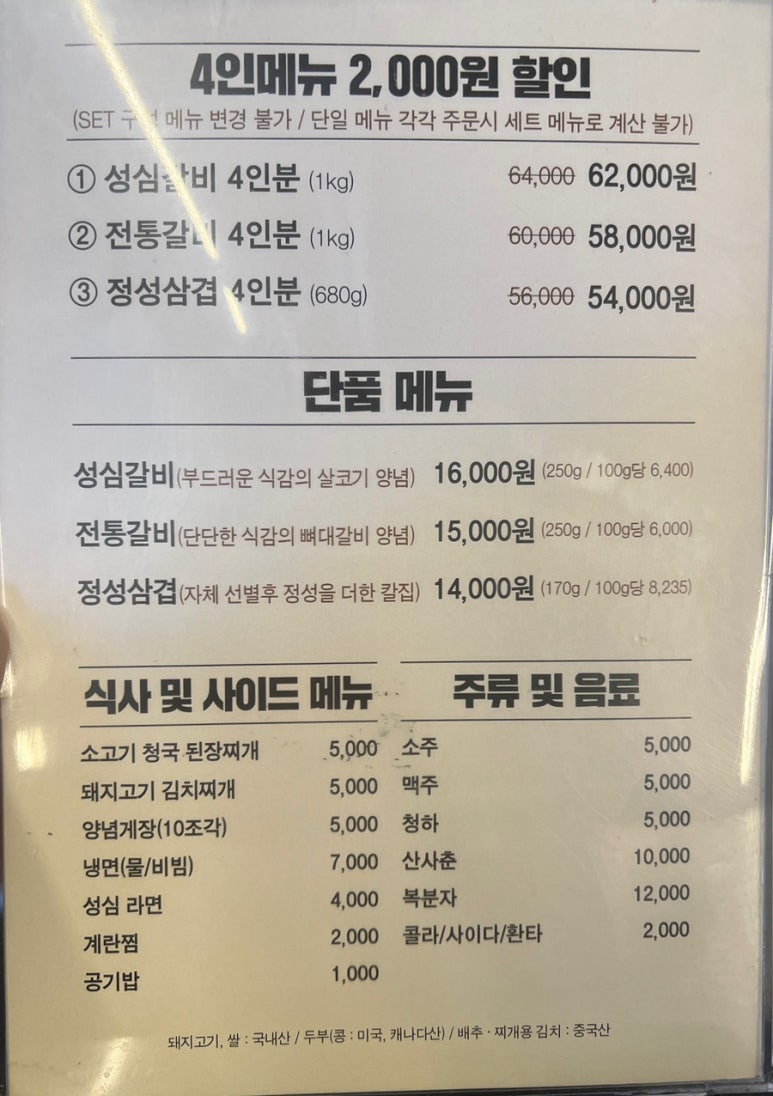 4인메뉴 2,000원 할인
(SET 구성 메뉴 변경 불가 / 단일 메뉴 각각 주문시 세트 메뉴로 계산 불가)
① 성심갈비 4인분 (1kg) 64,000 62,000원
② 전통갈비 4인분 (1kg) 60,000 58,000원
③ 정성삼겹 4인분 (680g) 56,000 54,000원
단품 메뉴
성심갈비(부드러운 식감의 살코기 양념) 16,000원 (250g / 100g당 6,400)
전통갈비(단단한 식감의 뼈대갈비 양념) 15,000원 (250g / 100g당 6,000)
정성삼겹(자체 선별후 정성을 더한 칼집) 14,000원 (170g / 100g당 8,235)
식사 및 사이드 메뉴
소고기 청국 된장찌개 5,000
돼지고기 김치찌개 5,000
양념게장(10조각) 5,000
냉면(물/비빔) 7,000
성심 라면 4,000
계란찜 2,000
공기밥 1,000
주류 및 음료
소주 5,000
맥주 5,000
청하 5,000
산사춘 10,000
복분자 12,000
콜라/사이다/환타 2,000
돼지고기, 쌀 : 국내산 / 두부(콩 : 미국, 캐나다산) / 배추 · 찌개용 김치 : 중국산